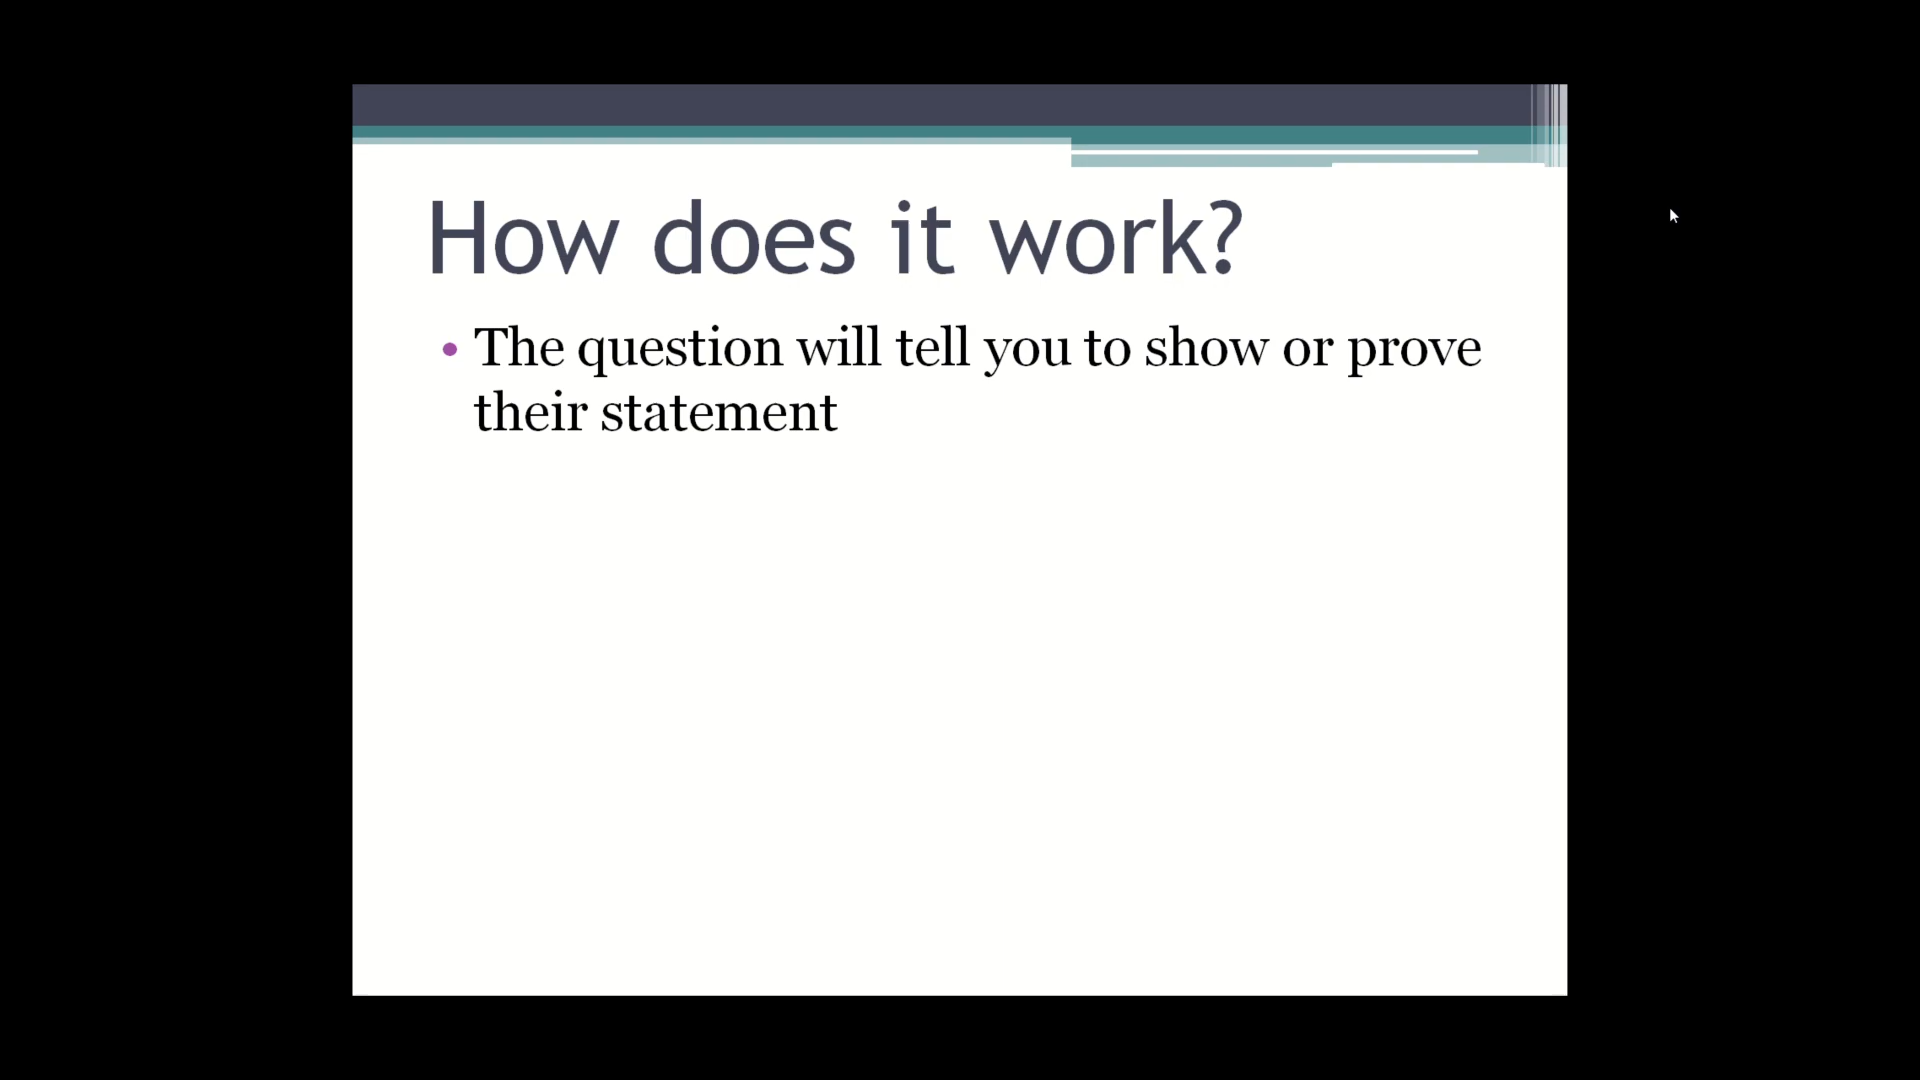 How does it work?
• The question will tell you to show or prove
their statement